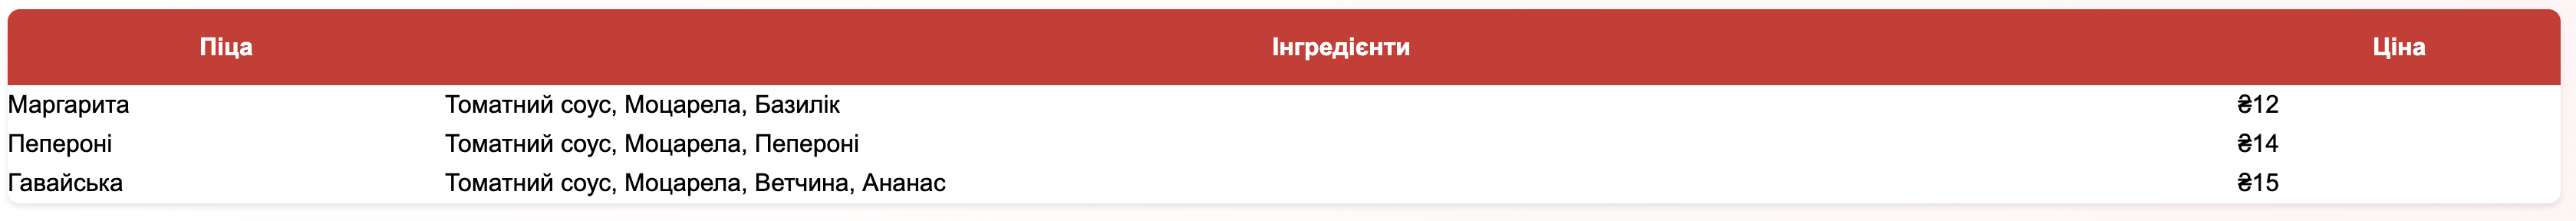 Піца Інгредієнти Ціна
Маргарита Томатний соус, Моцарела, Базилік ₴12
Пепероні Томатний соус, Моцарела, Пепероні ₴14
Гавайська Томатний соус, Моцарела, Ветчина, Ананас ₴15